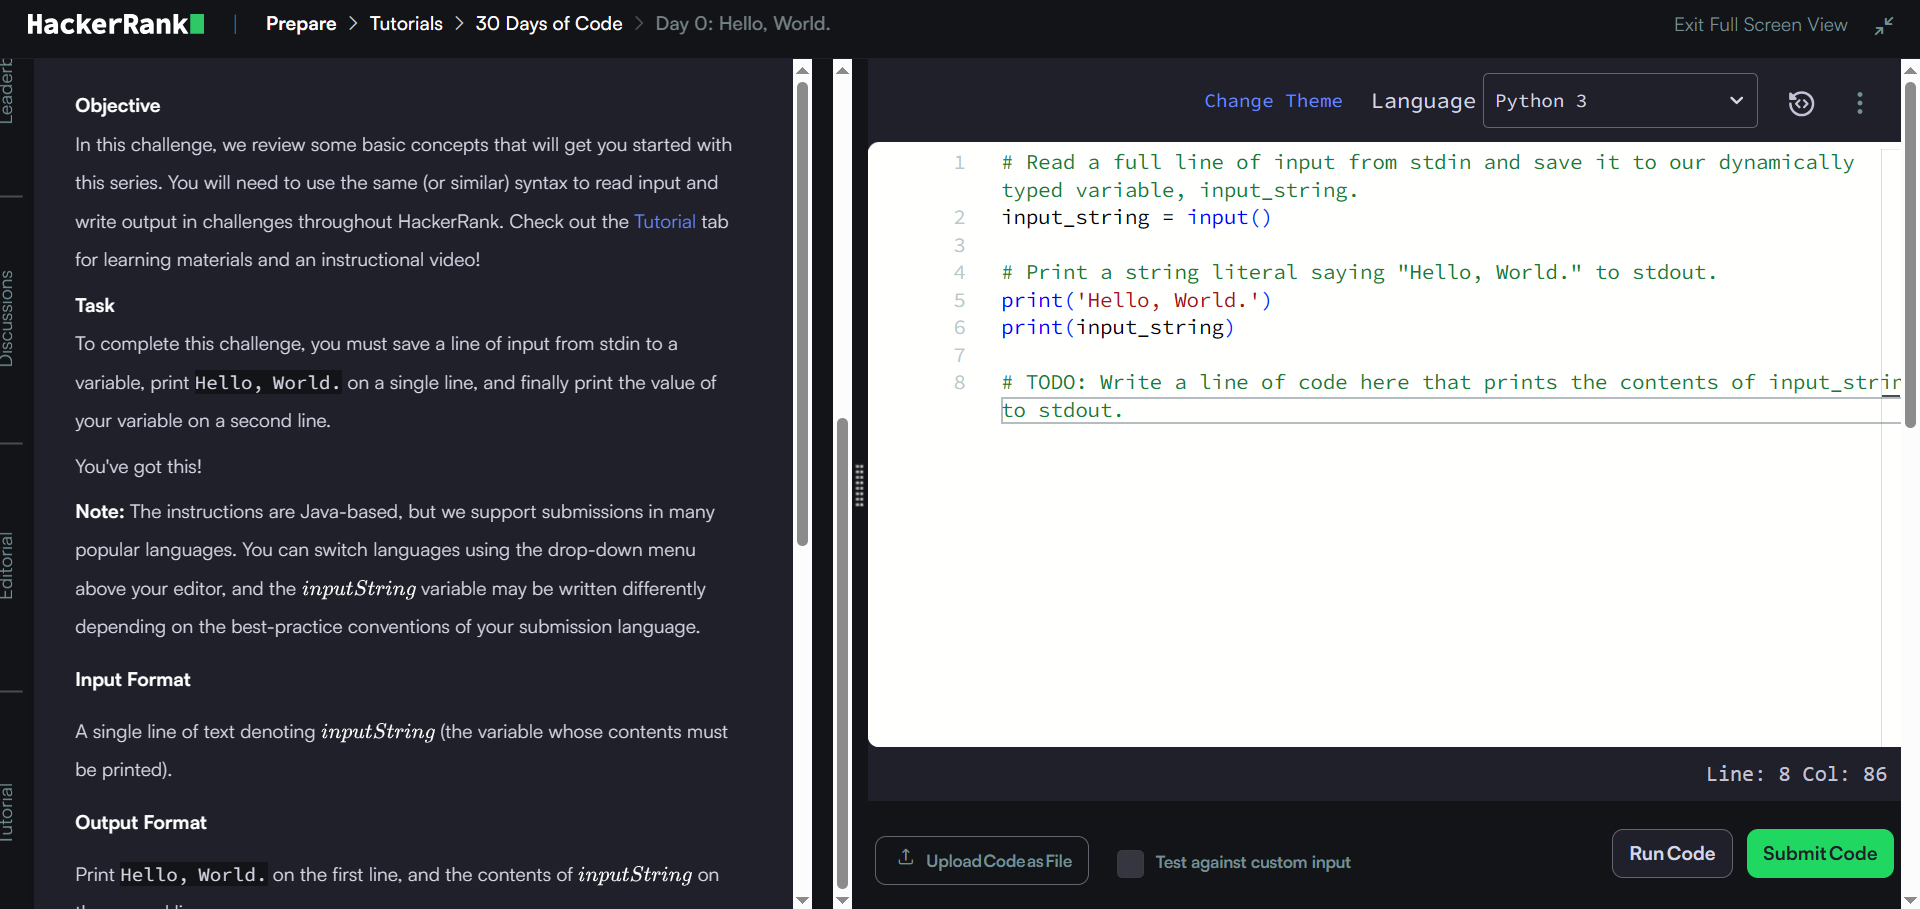 HackerRank
Prepare > Tutorials > 30 Days of Code > Day 0: Hello, World.
Exit Full Screen View
Leaderb
Discussions
Editorial
Tutorial
Objective
In this challenge, we review some basic concepts that will get you started with
this series. You will need to use the same (or similar) syntax to read input and
write output in challenges throughout HackerRank. Check out the Tutorial tab
for learning materials and an instructional video!
Task
To complete this challenge, you must save a line of input from stdin to a
variable, print Hello, World. on a single line, and finally print the value of
your variable on a second line.
You've got this!
Note: The instructions are Java-based, but we support submissions in many
popular languages. You can switch languages using the drop-down menu
above your editor, and the inputString variable may be written differently
depending on the best-practice conventions of your submission language.
Input Format
A single line of text denoting inputString (the variable whose contents must
be printed).
Output Format
Print Hello, World. on the first line, and the contents of inputString on
Change Theme Language Python 3
1 # Read a full line of input from stdin and save it to our dynamically
typed variable, input_string.
2 input_string = input()
3
4 # Print a string literal saying "Hello, World." to stdout.
5 print('Hello, World.')
6 print(input_string)
7
8 # TODO: Write a line of code here that prints the contents of input_strin
to stdout.
Line: 8 Col: 86
Upload Code as File
Test against custom input
Run Code
Submit Code